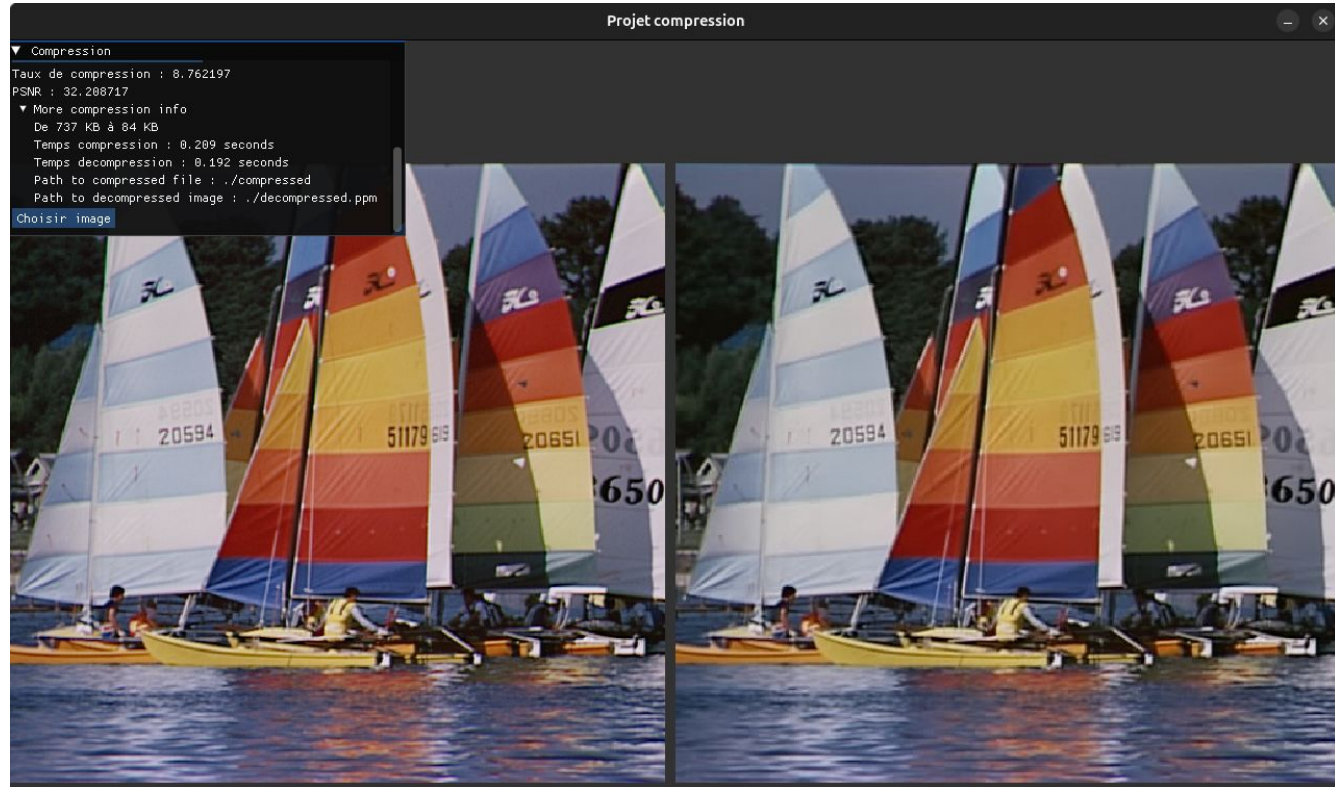 Projet compression
▼ Compression
Taux de compression : 8.762197
PSNR : 32.208717
▼ More compression info
De 737 KB à 84 KB
Temps compression : 0.209 seconds
Temps decompression : 0.192 seconds
Path to compressed file : ./compressed
Path to decompressed image : ./decompressed.ppm
Choisir image
20594
51179
619
20651
650
20594
51179
619
20651
650